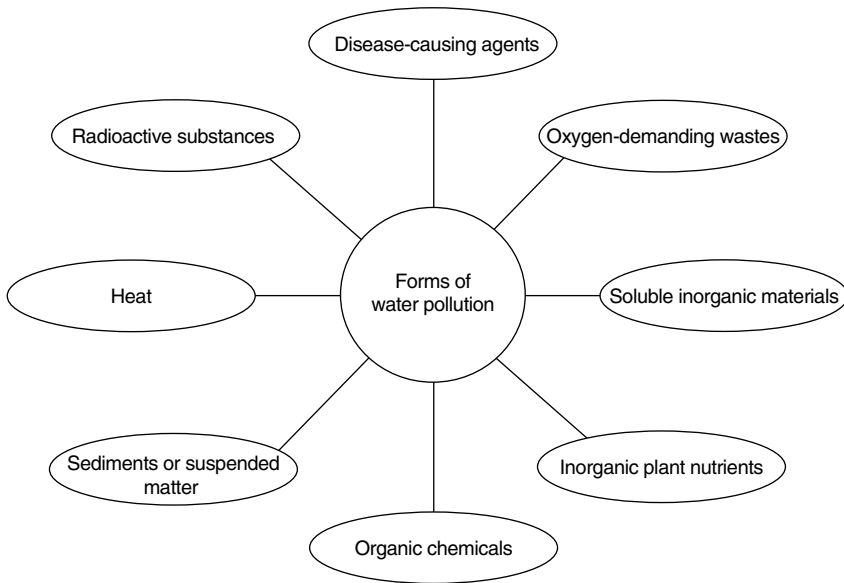 Disease-causing agents
Radioactive substances
Oxygen-demanding wastes
Heat
Forms of
water pollution
Soluble inorganic materials
Sediments or suspended
matter
Inorganic plant nutrients
Organic chemicals